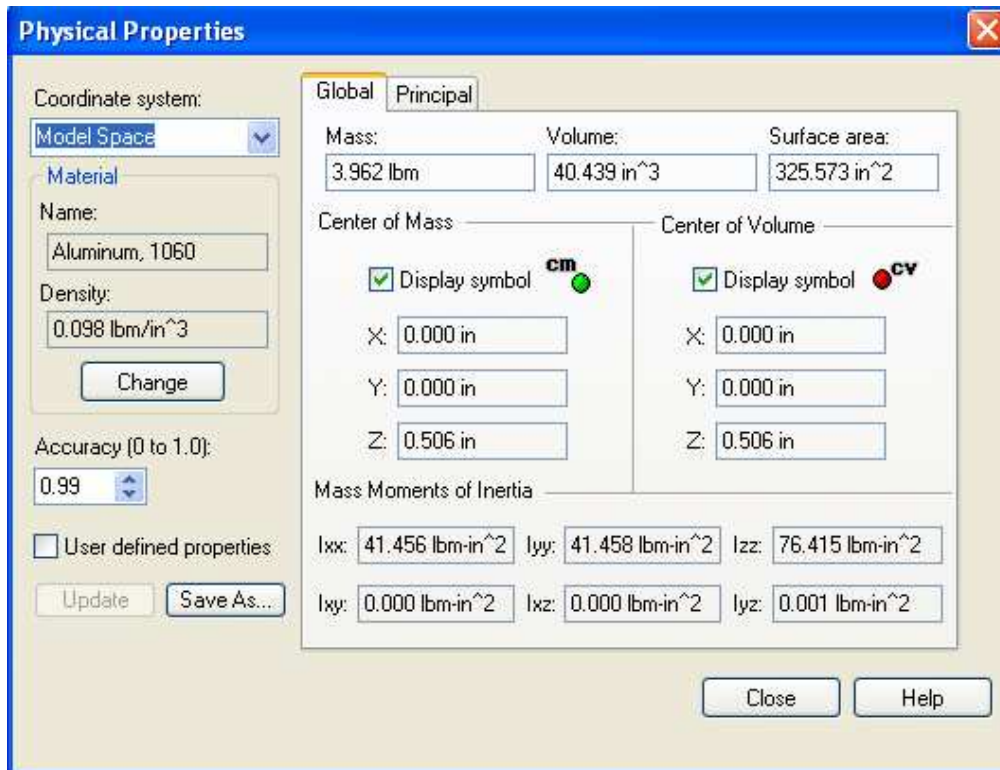 Physical Properties
Coordinate system:
Model Space
Material
Name:
Aluminum, 1060
Density:
0.098 lbm/in^3
Change
Accuracy (0 to 1.0):
0.99
User defined properties
Update Save As...
Global Principal
Mass: Volume: Surface area:
3.962 lbm 40.439 in^3 325.573 in^2
Center of Mass
Display symbol cm
X: 0.000 in
Y: 0.000 in
Z: 0.506 in
Center of Volume
Display symbol cv
X: 0.000 in
Y: 0.000 in
Z: 0.506 in
Mass Moments of Inertia
Ixx: 41.456 lbm-in^2 Iyy: 41.458 lbm-in^2 Izz: 76.415 lbm-in^2
Ixy: 0.000 lbm-in^2 Ixz: 0.000 lbm-in^2 Iyz: 0.001 lbm-in^2
Close Help